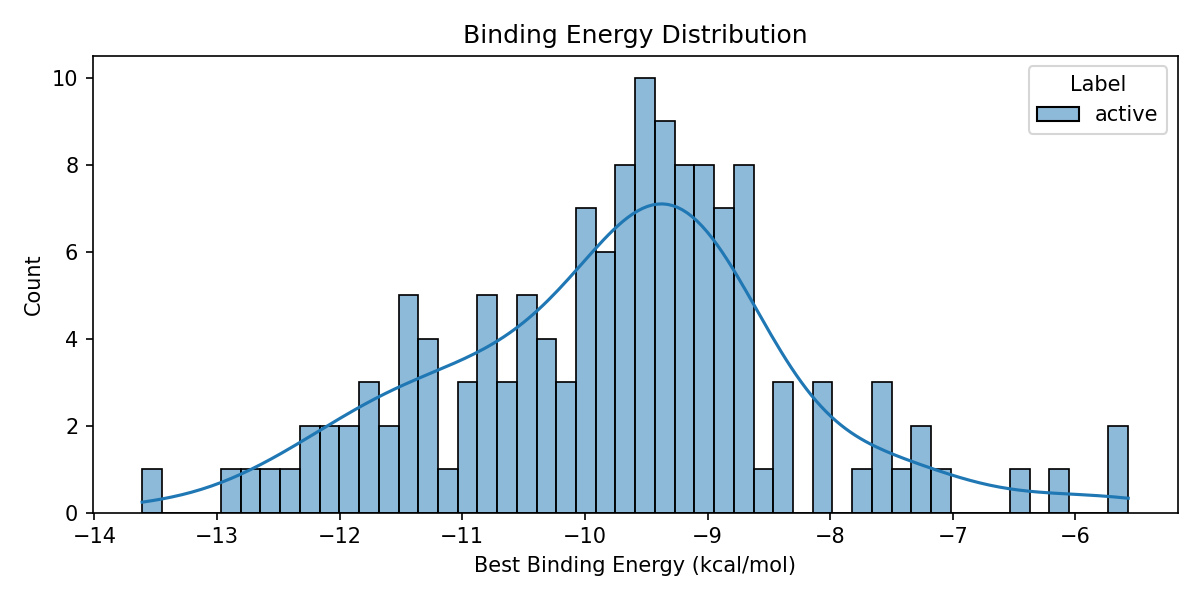 Binding Energy Distribution
Label
active
10
8
6
4
2
0
Count
−14 −13 −12 −11 −10 −9 −8 −7 −6
Best Binding Energy (kcal/mol)